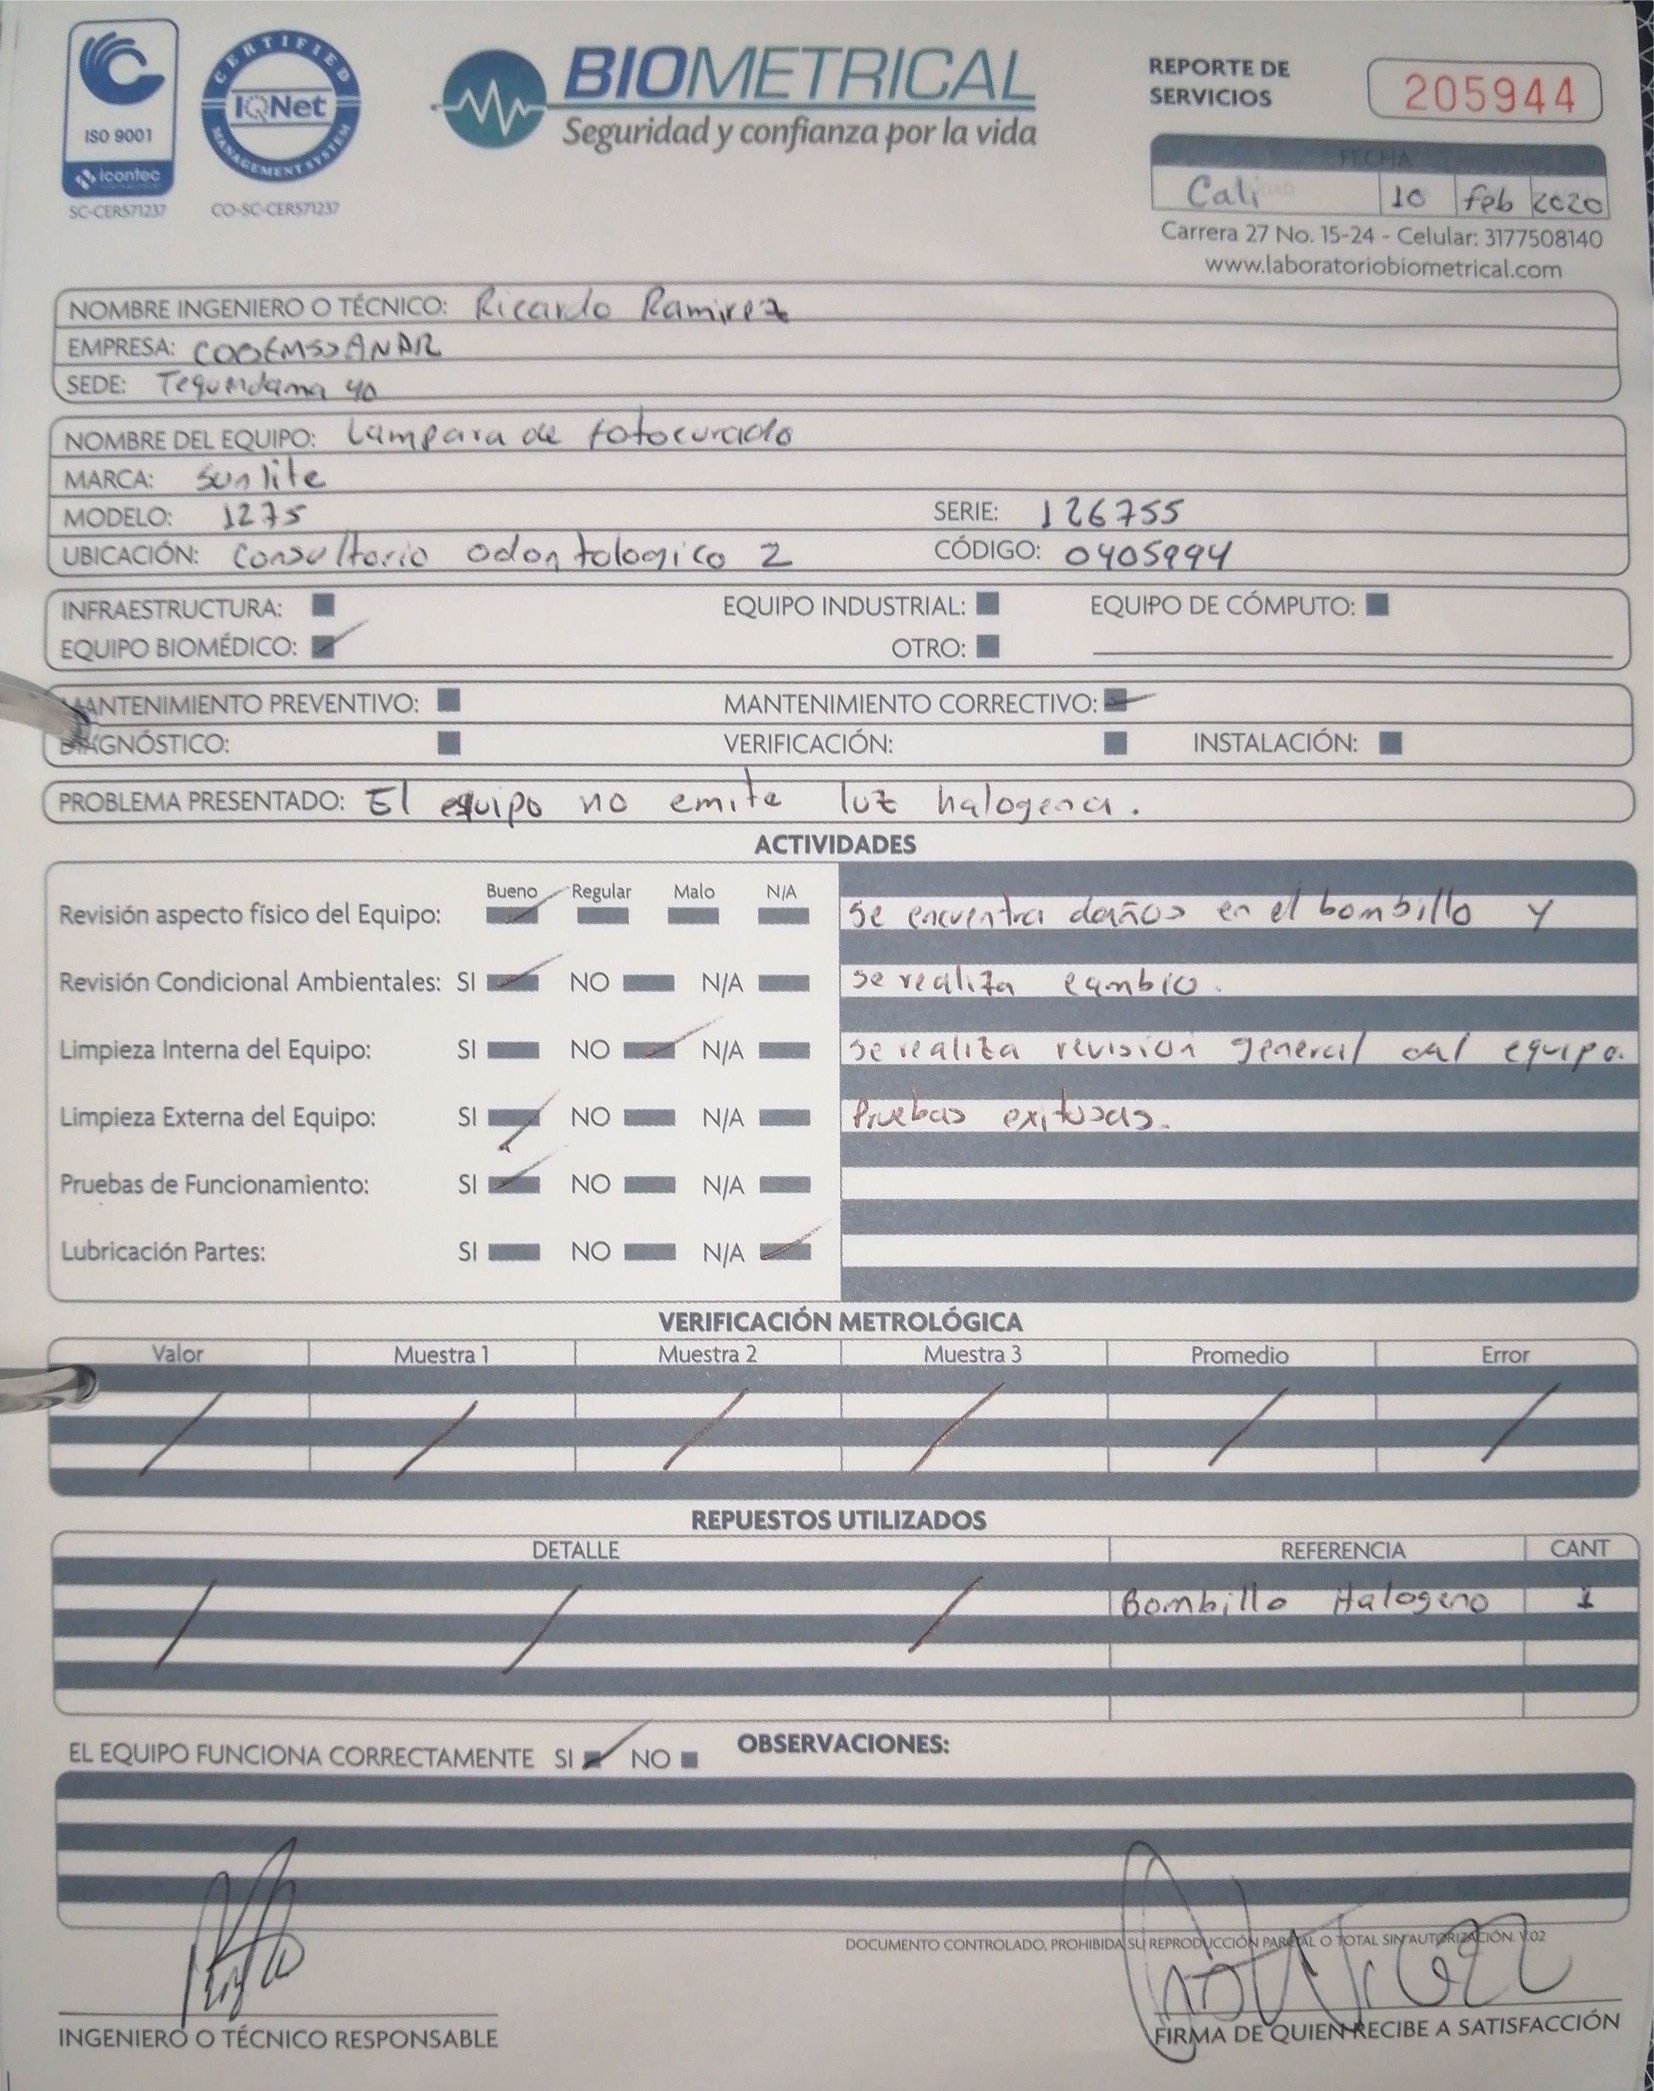 ISO 9001
icontec
SC-CER571237
CERTIFIED
IQNet
MANAGEMENT SYSTEM
CO-SC-CER571237
BIOMETRICAL
Seguridad y confianza por la vida
REPORTE DE
SERVICIOS
205944
FECHA
Cali 10 feb 2020
Carrera 27 No. 15-24 - Celular: 3177508140
www.laboratoriobiometrical.com
NOMBRE INGENIERO O TÉCNICO: Ricardo Ramirez
EMPRESA: COOEMSSANAR
SEDE: Tequendama 40
NOMBRE DEL EQUIPO: Lampara de fotocurado
MARCA: Sunlite
MODELO: 1275 SERIE: 126755
UBICACIÓN: Consultorio odontologico 2 CÓDIGO: 0405994
INFRAESTRUCTURA: EQUIPO INDUSTRIAL: EQUIPO DE CÓMPUTO:
EQUIPO BIOMÉDICO: OTRO:
MANTENIMIENTO PREVENTIVO: MANTENIMIENTO CORRECTIVO:
DIAGNÓSTICO: VERIFICACIÓN: INSTALACIÓN:
PROBLEMA PRESENTADO: El equipo no emite luz halogena.
ACTIVIDADES
Bueno Regular Malo N/A
Revisión aspecto físico del Equipo: se encuentra daños en el bombillo y
Revisión Condicional Ambientales: SI NO N/A se realiza cambio.
Limpieza Interna del Equipo: SI NO N/A se realiza revisión general del equipo.
Limpieza Externa del Equipo: SI NO N/A Pruebas exitosas.
Pruebas de Funcionamiento: SI NO N/A
Lubricación Partes: SI NO N/A
VERIFICACIÓN METROLÓGICA
Valor Muestra 1 Muestra 2 Muestra 3 Promedio Error
REPUESTOS UTILIZADOS
DETALLE REFERENCIA CANT
Bombillo Halogeno 1
EL EQUIPO FUNCIONA CORRECTAMENTE SI NO OBSERVACIONES:
DOCUMENTO CONTROLADO, PROHIBIDA SU REPRODUCCIÓN PARCIAL O TOTAL SIN AUTORIZACIÓN. V.02
INGENIERO O TÉCNICO RESPONSABLE
FIRMA DE QUIEN RECIBE A SATISFACCIÓN